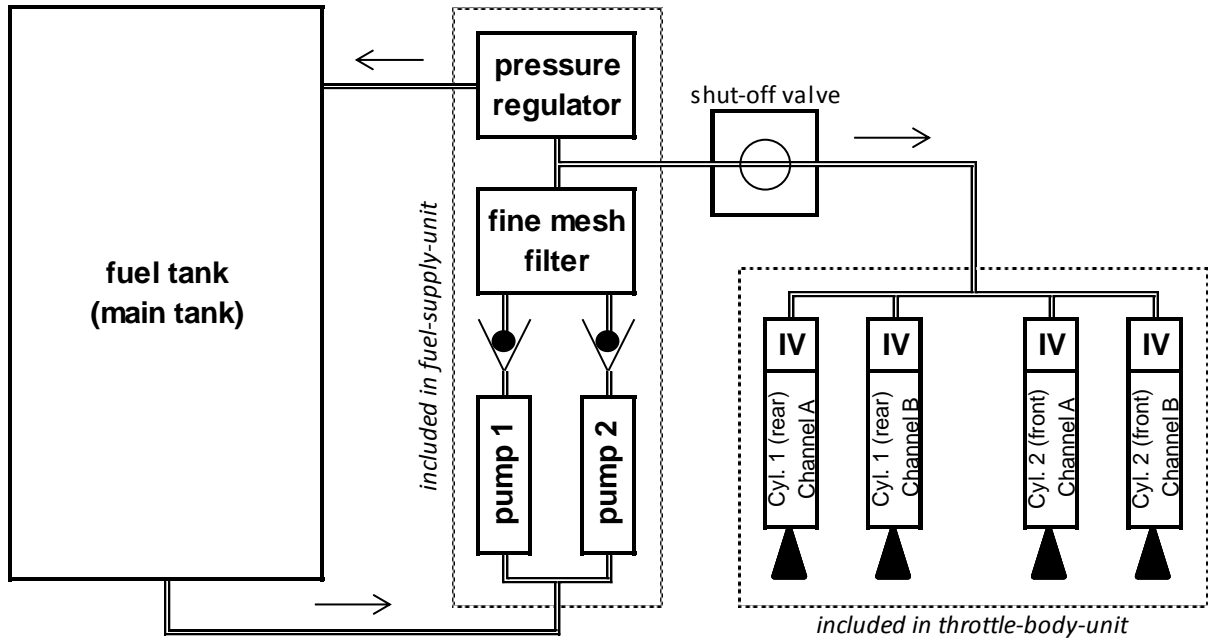 pressure
regulator
shut-off valve
fine mesh
filter
fuel tank
(main tank)
included in fuel-supply-unit
pump 1
pump 2
IV
IV
IV
IV
Cyl. 1 (rear)
Channel A
Cyl. 1 (rear)
Channel B
Cyl. 2 (front)
Channel A
Cyl. 2 (front)
Channel B
included in throttle-body-unit